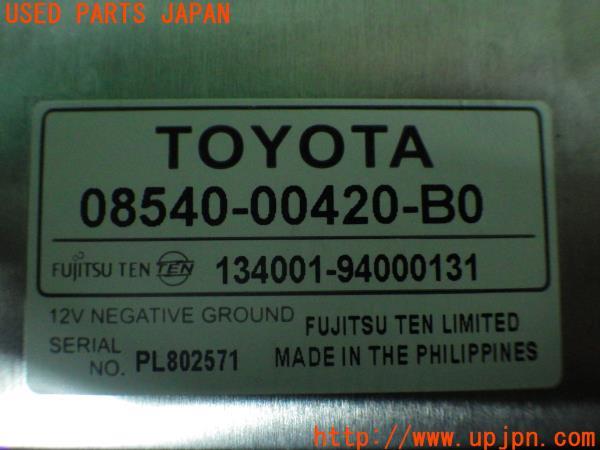 USED PARTS JAPAN
TOYOTA
08540-00420-B0
FUJITSU TEN TEN 134001-94000131
12V NEGATIVE GROUND
SERIAL NO. PL802571
FUJITSU TEN LIMITED
MADE IN THE PHILIPPINES
(C)UPJ
http://www.upjpn.com/